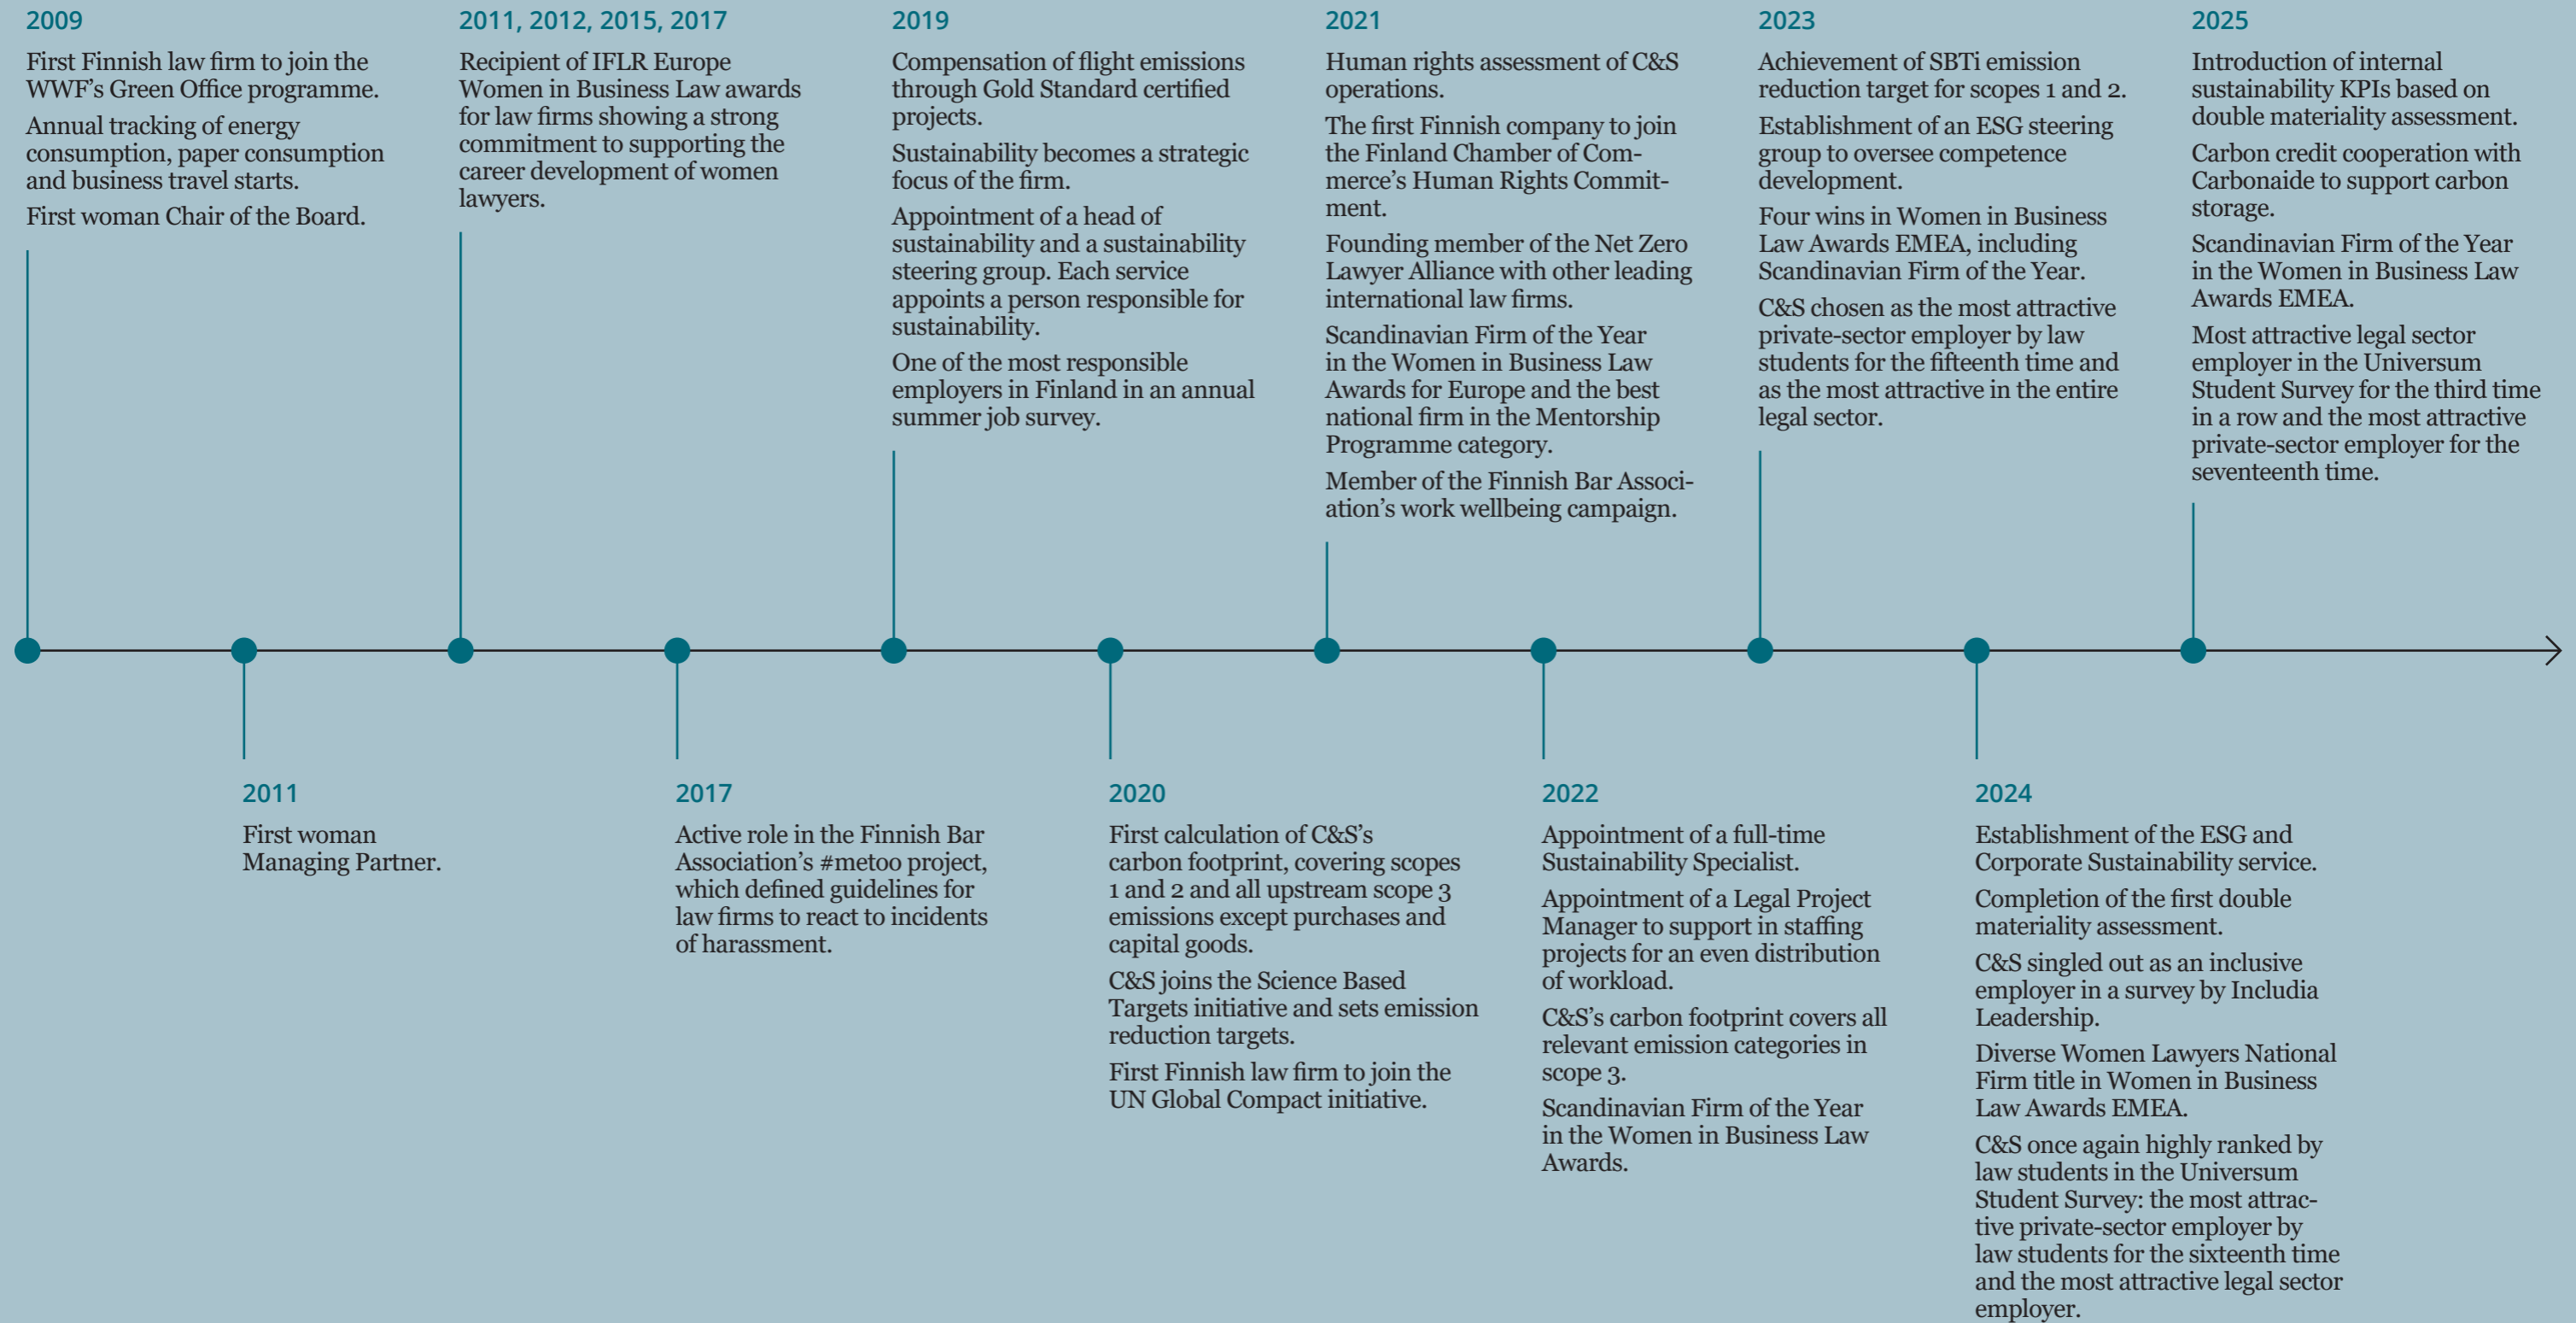 2009
First Finnish law firm to join the
WWF’s Green Office programme.
Annual tracking of energy
consumption, paper consumption
and business travel starts.
First woman Chair of the Board.
2011, 2012, 2015, 2017
Recipient of IFLR Europe
Women in Business Law awards
for law firms showing a strong
commitment to supporting the
career development of women
lawyers.
2019
Compensation of flight emissions
through Gold Standard certified
projects.
Sustainability becomes a strategic
focus of the firm.
Appointment of a head of
sustainability and a sustainability
steering group. Each service
appoints a person responsible for
sustainability.
One of the most responsible
employers in Finland in an annual
summer job survey.
2021
Human rights assessment of C&S
operations.
The first Finnish company to join
the Finland Chamber of Com-
merce’s Human Rights Commit-
ment.
Founding member of the Net Zero
Lawyer Alliance with other leading
international law firms.
Scandinavian Firm of the Year
in the Women in Business Law
Awards for Europe and the best
national firm in the Mentorship
Programme category.
Member of the Finnish Bar Associ-
ation’s work wellbeing campaign.
2023
Achievement of SBTi emission
reduction target for scopes 1 and 2.
Establishment of an ESG steering
group to oversee competence
development.
Four wins in Women in Business
Law Awards EMEA, including
Scandinavian Firm of the Year.
C&S chosen as the most attractive
private-sector employer by law
students for the fifteenth time and
as the most attractive in the entire
legal sector.
2025
Introduction of internal
sustainability KPIs based on
double materiality assessment.
Carbon credit cooperation with
Carbonaide to support carbon
storage.
Scandinavian Firm of the Year
in the Women in Business Law
Awards EMEA.
Most attractive legal sector
employer in the Universum
Student Survey for the third time
in a row and the most attractive
private-sector employer for the
seventeenth time.
2011
First woman
Managing Partner.
2017
Active role in the Finnish Bar
Association’s #metoo project,
which defined guidelines for
law firms to react to incidents
of harassment.
2020
First calculation of C&S’s
carbon footprint, covering scopes
1 and 2 and all upstream scope 3
emissions except purchases and
capital goods.
C&S joins the Science Based
Targets initiative and sets emission
reduction targets.
First Finnish law firm to join the
UN Global Compact initiative.
2022
Appointment of a full-time
Sustainability Specialist.
Appointment of a Legal Project
Manager to support in staffing
projects for an even distribution
of workload.
C&S’s carbon footprint covers all
relevant emission categories in
scope 3.
Scandinavian Firm of the Year
in the Women in Business Law
Awards.
2024
Establishment of the ESG and
Corporate Sustainability service.
Completion of the first double
materiality assessment.
C&S singled out as an inclusive
employer in a survey by Includia
Leadership.
Diverse Women Lawyers National
Firm title in Women in Business
Law Awards EMEA.
C&S once again highly ranked by
law students in the Universum
Student Survey: the most attrac-
tive private-sector employer by
law students for the sixteenth time
and the most attractive legal sector
employer.